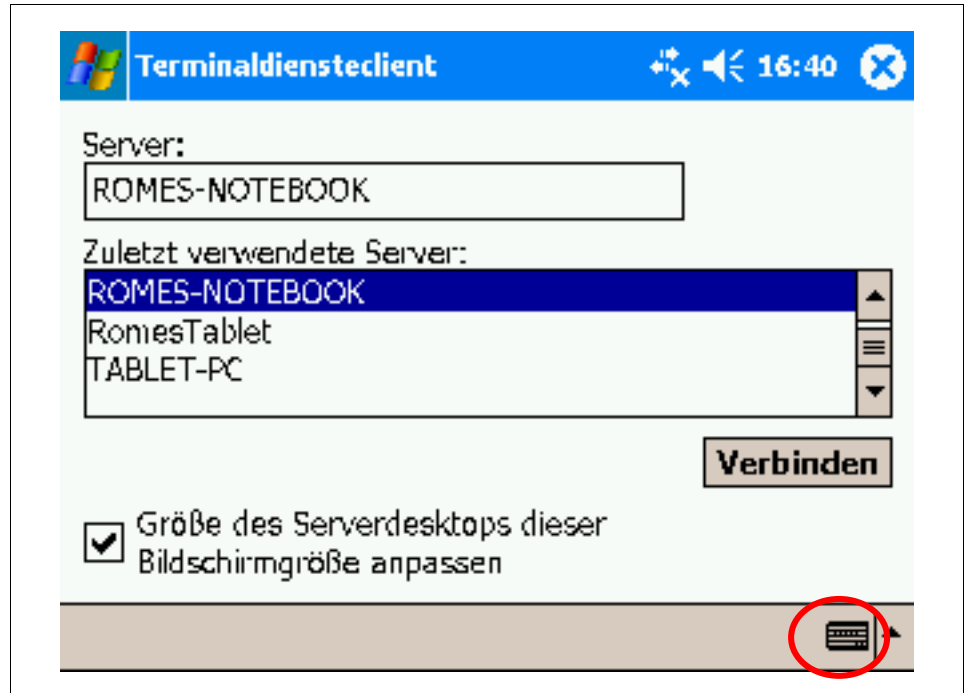 Terminaldiensteclient
16:40
Server:
ROMES-NOTEBOOK
Zuletzt verwendete Server:
ROMES-NOTEBOOK
RomesTablet
TABLET-PC
Verbinden
Größe des Serverdesktops dieser
Bildschirmgröße anpassen